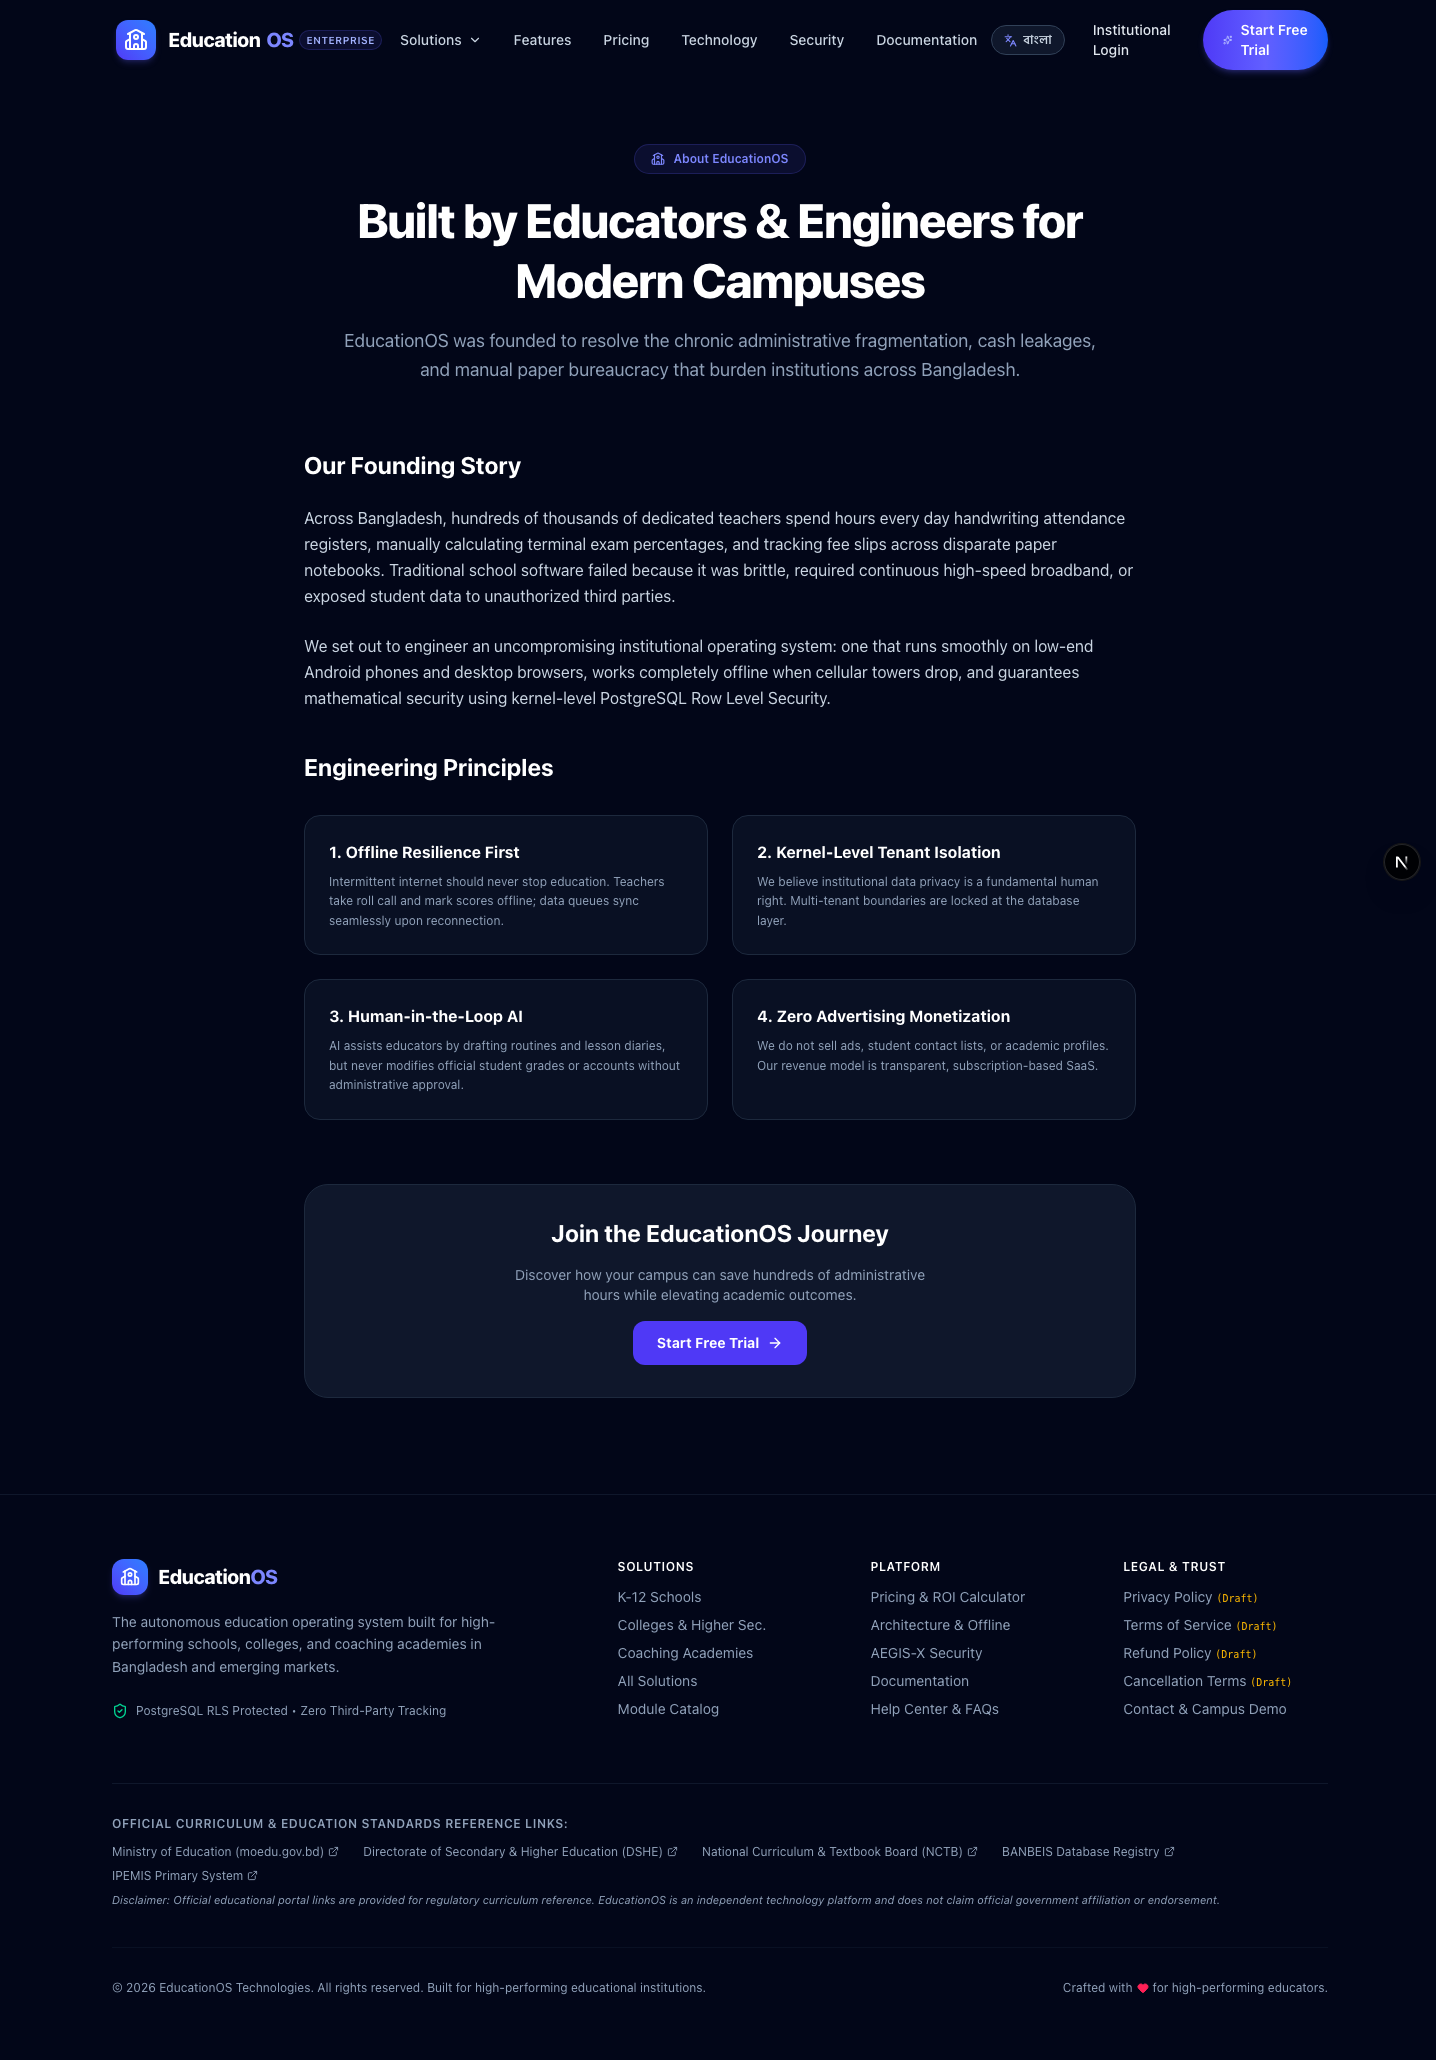 Education OS ENTERPRISE Solutions Features Pricing Technology Security Documentation বাংলা Institutional Login Start Free Trial
About EducationOS
Built by Educators & Engineers for
Modern Campuses
EducationOS was founded to resolve the chronic administrative fragmentation, cash leakages,
and manual paper bureaucracy that burden institutions across Bangladesh.
Our Founding Story
Across Bangladesh, hundreds of thousands of dedicated teachers spend hours every day handwriting attendance
registers, manually calculating terminal exam percentages, and tracking fee slips across disparate paper
notebooks. Traditional school software failed because it was brittle, required continuous high-speed broadband, or
exposed student data to unauthorized third parties.
We set out to engineer an uncompromising institutional operating system: one that runs smoothly on low-end
Android phones and desktop browsers, works completely offline when cellular towers drop, and guarantees
mathematical security using kernel-level PostgreSQL Row Level Security.
Engineering Principles
1. Offline Resilience First
Intermittent internet should never stop education. Teachers
take roll call and mark scores offline; data queues sync
seamlessly upon reconnection.
2. Kernel-Level Tenant Isolation
We believe institutional data privacy is a fundamental human
right. Multi-tenant boundaries are locked at the database
layer.
3. Human-in-the-Loop AI
AI assists educators by drafting routines and lesson diaries,
but never modifies official student grades or accounts without
administrative approval.
4. Zero Advertising Monetization
We do not sell ads, student contact lists, or academic profiles.
Our revenue model is transparent, subscription-based SaaS.
Join the EducationOS Journey
Discover how your campus can save hundreds of administrative
hours while elevating academic outcomes.
Start Free Trial
EducationOS
The autonomous education operating system built for high-
performing schools, colleges, and coaching academies in
Bangladesh and emerging markets.
PostgreSQL RLS Protected • Zero Third-Party Tracking
SOLUTIONS
K-12 Schools
Colleges & Higher Sec.
Coaching Academies
All Solutions
Module Catalog
PLATFORM
Pricing & ROI Calculator
Architecture & Offline
AEGIS-X Security
Documentation
Help Center & FAQs
LEGAL & TRUST
Privacy Policy (Draft)
Terms of Service (Draft)
Refund Policy (Draft)
Cancellation Terms (Draft)
Contact & Campus Demo
OFFICIAL CURRICULUM & EDUCATION STANDARDS REFERENCE LINKS:
Ministry of Education (moedu.gov.bd) Directorate of Secondary & Higher Education (DSHE) National Curriculum & Textbook Board (NCTB) BANBEIS Database Registry
IPEMIS Primary System
Disclaimer: Official educational portal links are provided for regulatory curriculum reference. EducationOS is an independent technology platform and does not claim official government affiliation or endorsement.
© 2026 EducationOS Technologies. All rights reserved. Built for high-performing educational institutions.
Crafted with ♥ for high-performing educators.